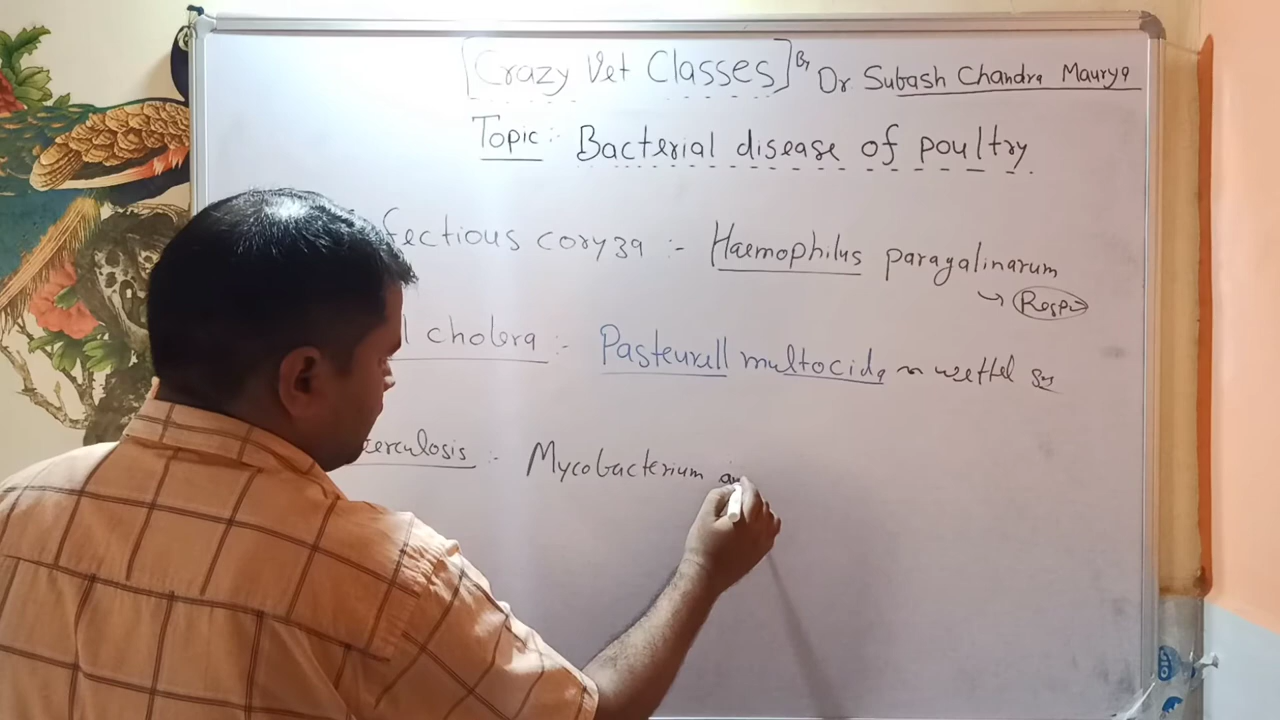 [Crazy Vet Classes] By Dr. Subash Chandra Maurya
Topic:- Bacterial disease of poultry
fectious coryza :- Haemophilus paragalinarum
→ Respi
l cholera :- Pasteurell multocida
erculosis :- Mycobacterium